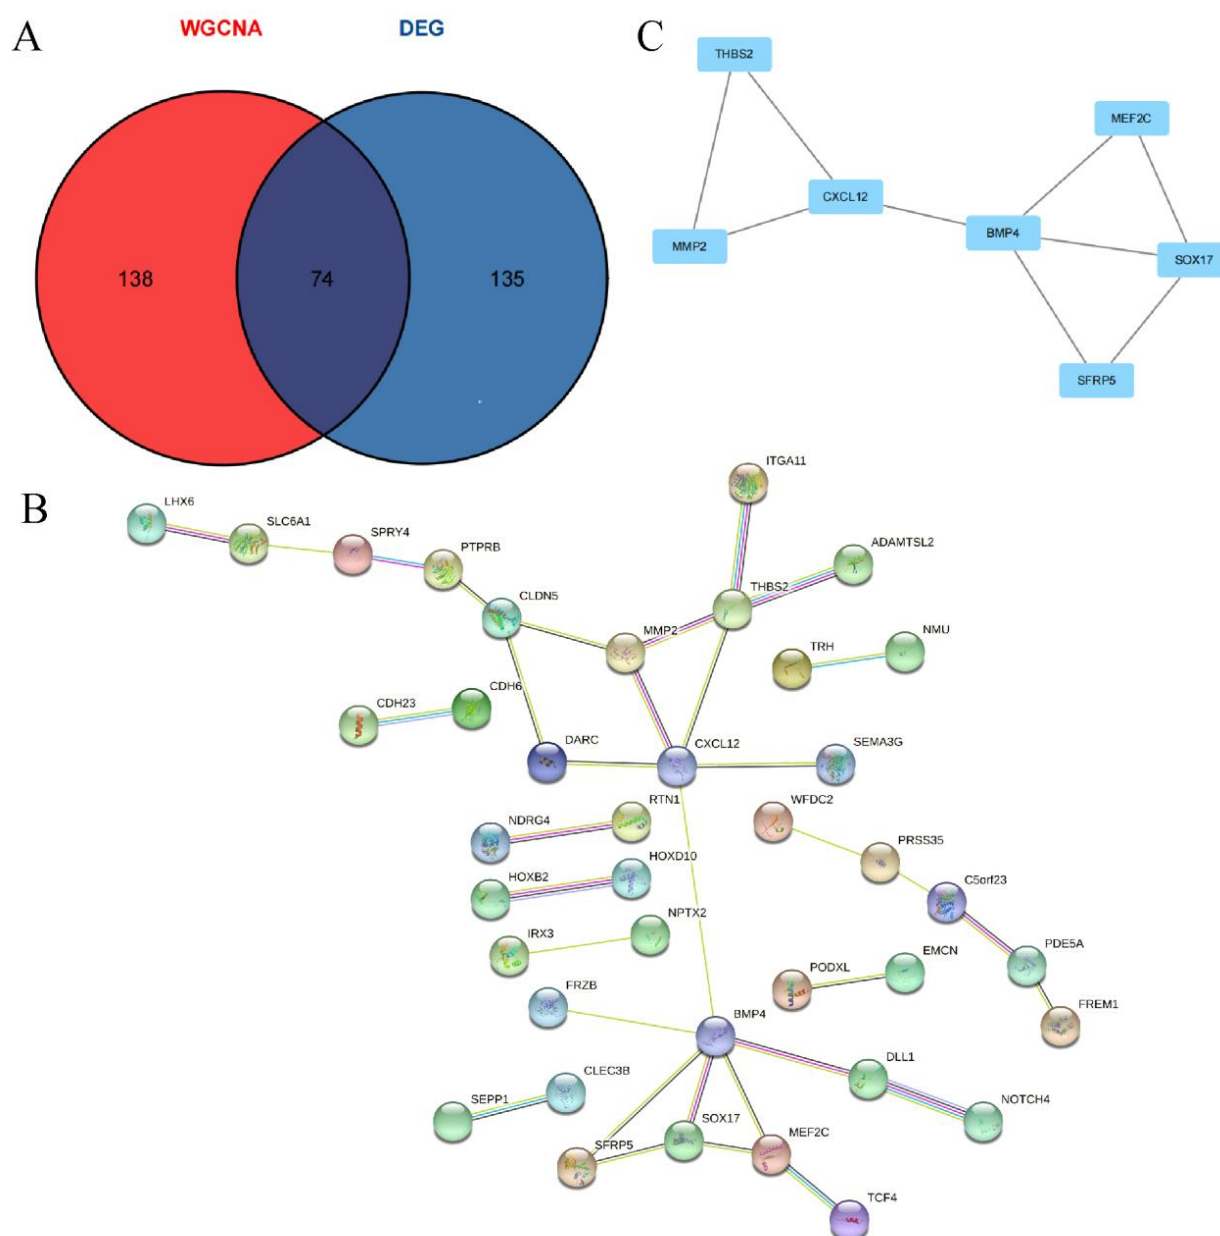 A
WGCNA
DEG
138
74
135
C
THBS2
MEF2C
CXCL12
BMP4
MMP2
SOX17
SFRP5
B
ITGA11
LHX6
SLC6A1
SPRY4
PTPRB
ADAMTSL2
CLDN5
THBS2
MMP2
TRH
NMU
CDH23
CDH6
DARC
CXCL12
SEMA3G
RTN1
WFDC2
NDRG4
PRSS35
HOXD10
HOXB2
C5orf23
NPTX2
IRX3
PDE5A
EMCN
PODXL
FRZB
FREM1
BMP4
DLL1
CLEC3B
SEPP1
NOTCH4
SOX17
MEF2C
SFRP5
TCF4